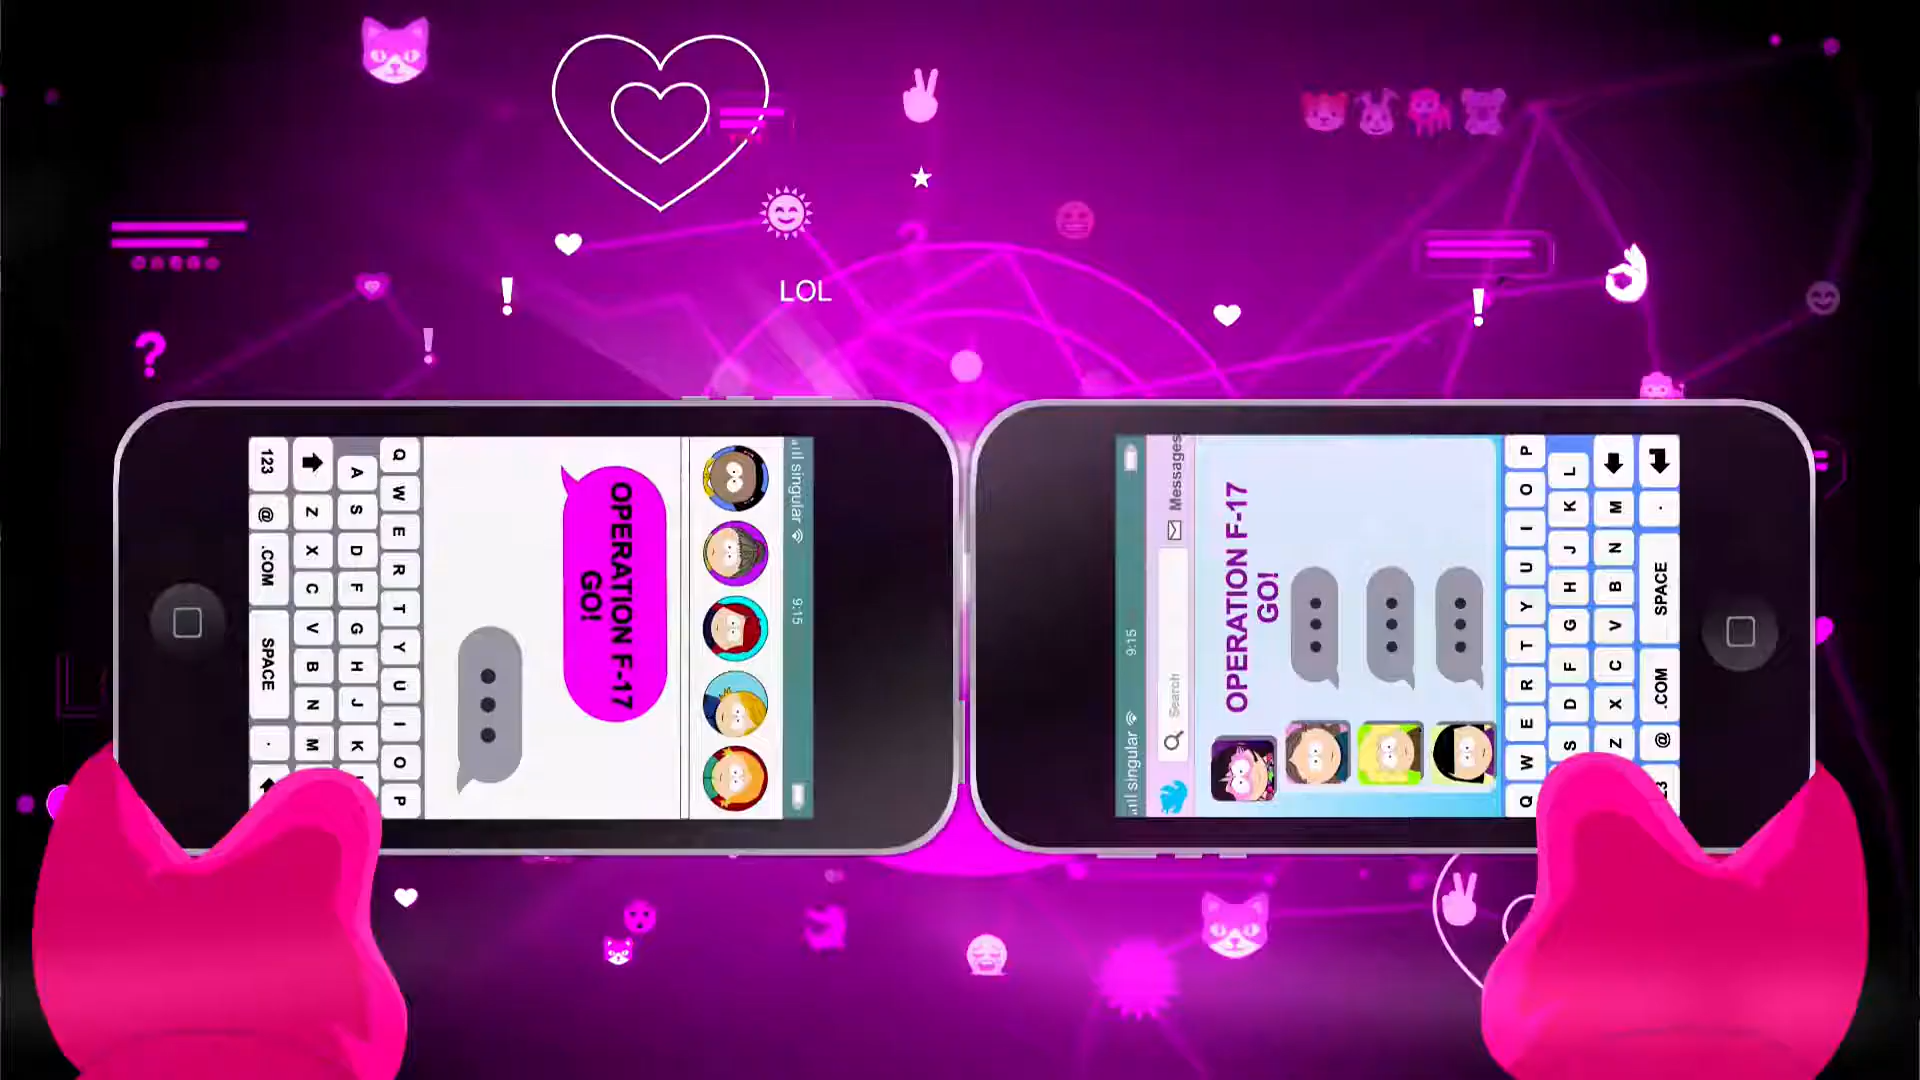 LOL
singular
9:15
OPERATION F-17
GO!
Q W E R T Y U I O P
A S D F G H J K
Z X C V B N M
123 @ .COM SPACE .
singular
9:15
Messages
Search
OPERATION F-17
GO!
Q W E R T Y U I O P
S D F G H J K L
Z X C V B N M
@ .COM SPACE .